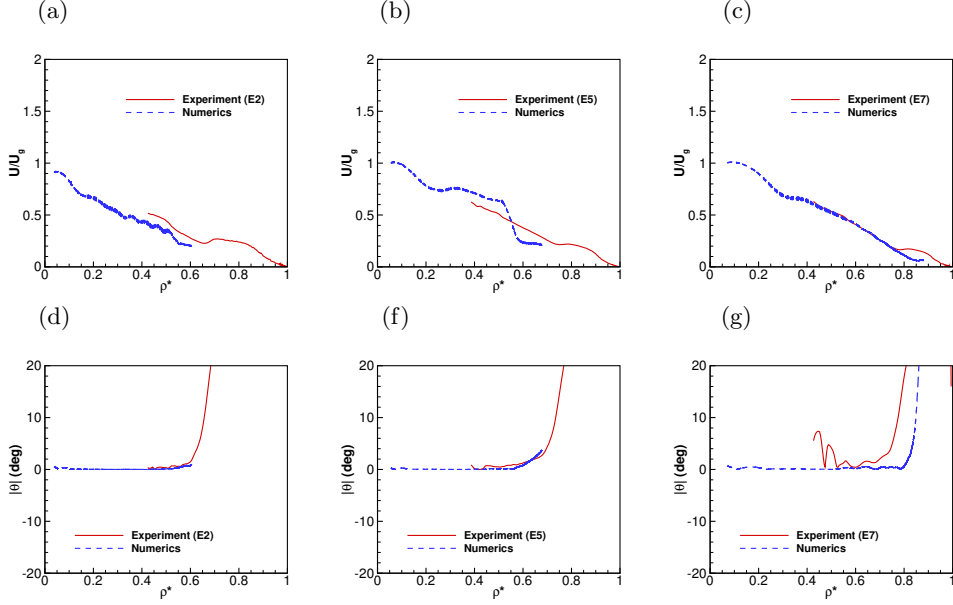 (a)
(b)
(c)
2
1.5
1
0.5
0
U/Ug
Experiment (E2)
Numerics
0
0.2
0.4
0.6
0.8
1
ρ*
2
1.5
1
0.5
0
U/Ug
Experiment (E5)
Numerics
0
0.2
0.4
0.6
0.8
1
ρ*
2
1.5
1
0.5
0
U/Ug
Experiment (E7)
Numerics
0
0.2
0.4
0.6
0.8
1
ρ*
(d)
(f)
(g)
20
10
0
-10
-20
|θ| (deg)
Experiment (E2)
Numerics
0
0.2
0.4
0.6
0.8
1
ρ*
20
10
0
-10
-20
|θ| (deg)
Experiment (E5)
Numerics
0
0.2
0.4
0.6
0.8
1
ρ*
20
10
0
-10
-20
|θ| (deg)
Experiment (E7)
Numerics
0
0.2
0.4
0.6
0.8
1
ρ*